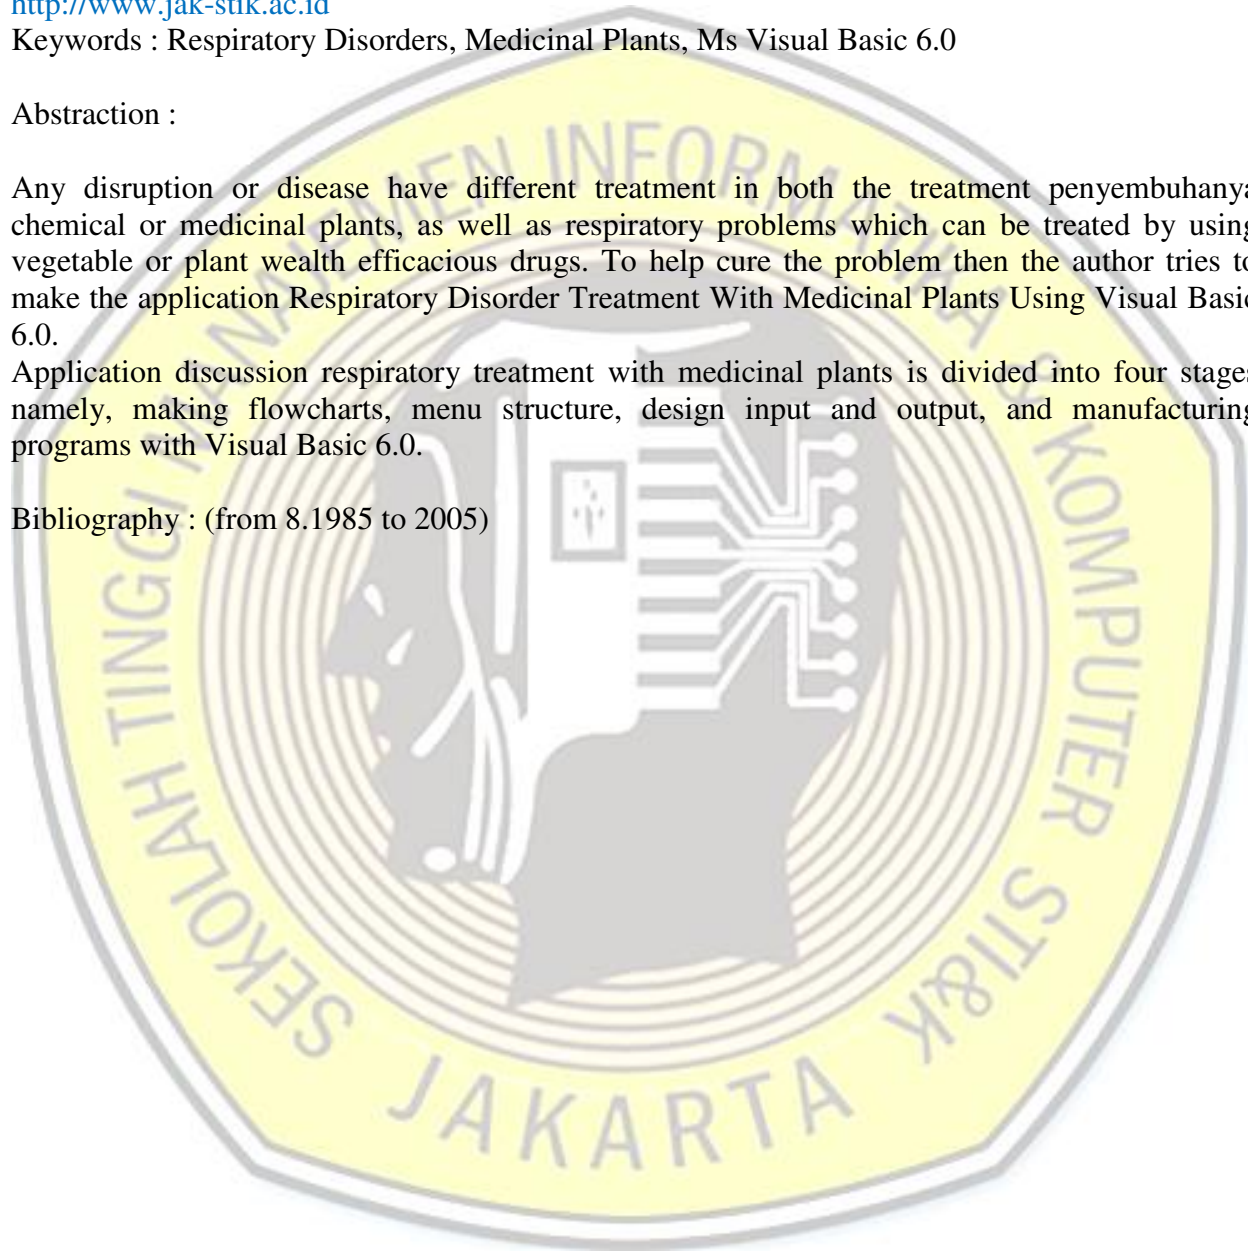 http://www.jak-stik.ac.id
Keywords : Respiratory Disorders, Medicinal Plants, Ms Visual Basic 6.0
Abstraction :
Any disruption or disease have different treatment in both the treatment penyembuhanya
chemical or medicinal plants, as well as respiratory problems which can be treated by using
vegetable or plant wealth efficacious drugs. To help cure the problem then the author tries to
make the application Respiratory Disorder Treatment With Medicinal Plants Using Visual Basic
6.0.
Application discussion respiratory treatment with medicinal plants is divided into four stages
namely, making flowcharts, menu structure, design input and output, and manufacturing
programs with Visual Basic 6.0.
Bibliography : (from 8.1985 to 2005)
SEKOLAH TINGGI MANAJEMEN INFORMATIKA & KOMPUTER STI&K
JAKARTA